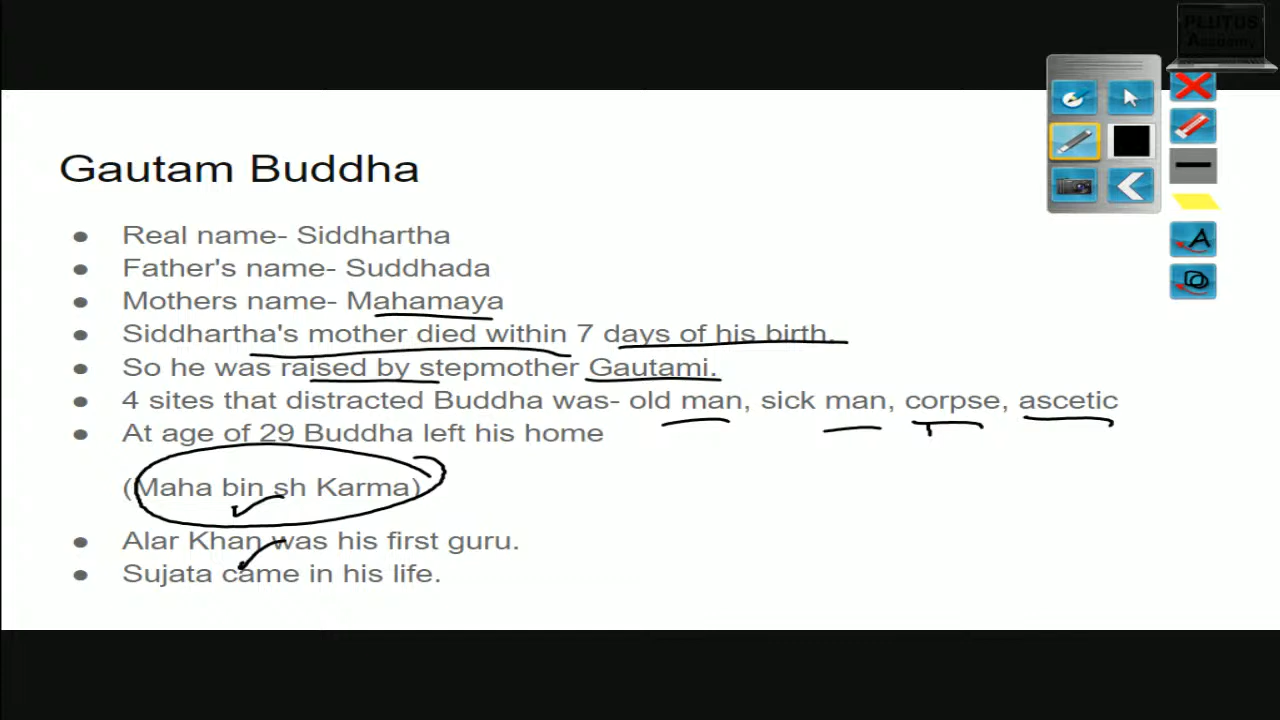 PLUTUS
Academy
Gautam Buddha
● Real name- Siddhartha
● Father's name- Suddhada
● Mothers name- Mahamaya
● Siddhartha's mother died within 7 days of his birth.
● So he was raised by stepmother Gautami.
● 4 sites that distracted Buddha was- old man, sick man, corpse, ascetic
● At age of 29 Buddha left his home
(Maha bin sh Karma)
● Alar Khan was his first guru.
● Sujata came in his life.